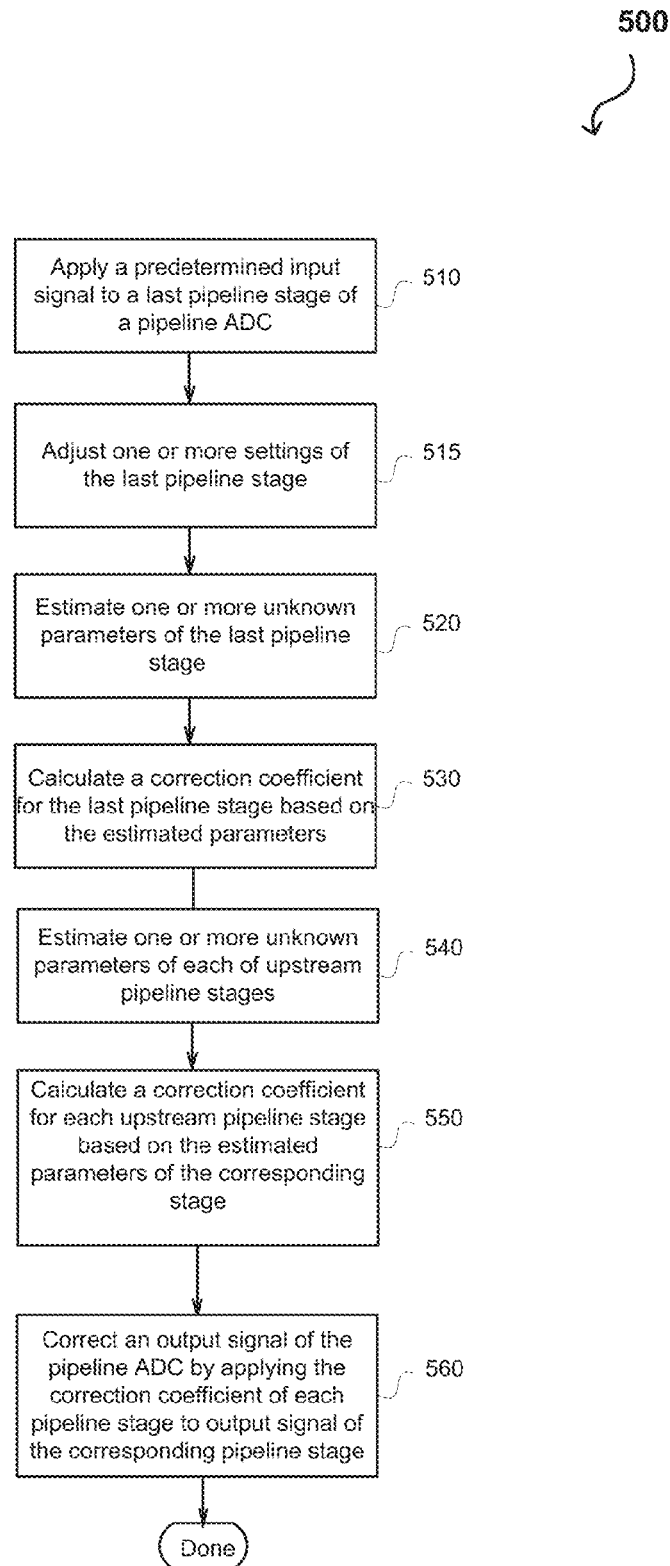 500
Apply a predetermined input
signal to a last pipeline stage of
a pipeline ADC
510
Adjust one or more settings of
the last pipeline stage
515
Estimate one or more unknown
parameters of the last pipeline
stage
520
Calculate a correction coefficient
for the last pipeline stage based on
the estimated parameters
530
Estimate one or more unknown
parameters of each of upstream
pipeline stages
540
Calculate a correction coefficient
for each upstream pipeline stage
based on the estimated
parameters of the corresponding
stage
550
Correct an output signal of the
pipeline ADC by applying the
correction coefficient of each
pipeline stage to output signal of
the corresponding pipeline stage
560
Done